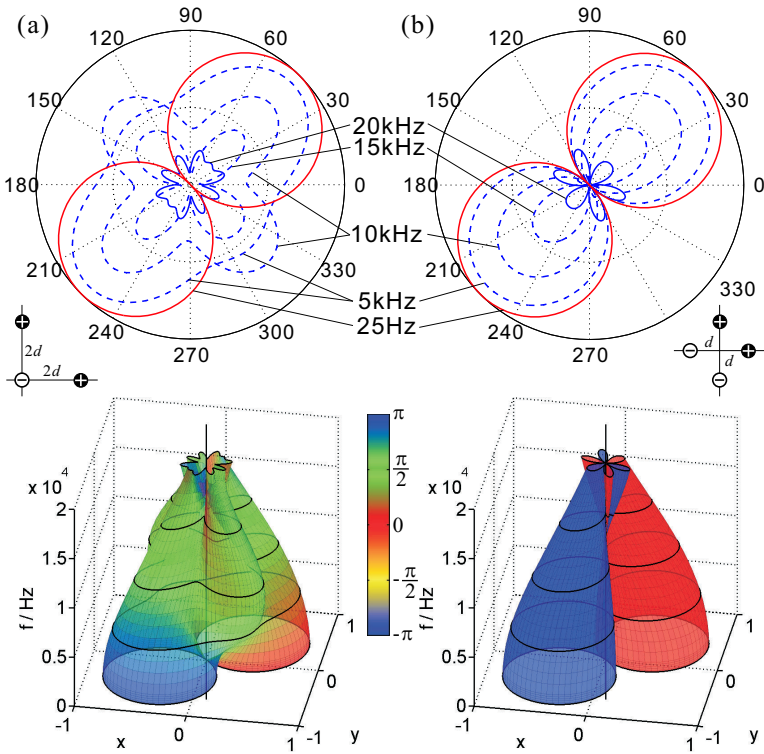 (a)
(b)
90
60
30
0
330
300
270
240
210
180
150
120
90
60
30
0
330
270
240
210
180
150
120
20kHz
15kHz
10kHz
5kHz
25Hz
+
2d
−
2d
+
+
d
−
+
d
−
x 10 4
2
1.5
1
0.5
0
f / Hz
-1
x
0
1
-1
y
0
1
π
π
2
0
-π
2
-π
x 10 4
2
1.5
1
0.5
0
f / Hz
-1
x
0
1
-1
y
0
1